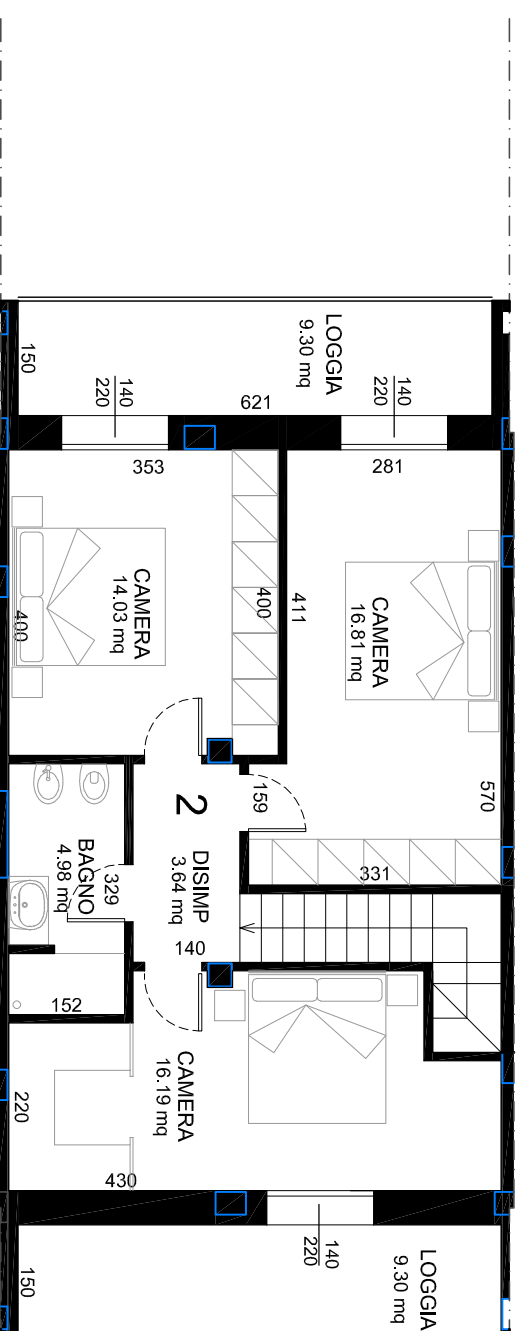 LOGGIA
9.30 mq
150
140
220
140
220
621
353
281
CAMERA
14.03 mq
400
400
411
CAMERA
16.81 mq
2
159
570
BAGNO
4.98 mq
329
DISIMP
3.64 mq
331
140
152
CAMERA
16.19 mq
220
430
140
220
LOGGIA
9.30 mq
150